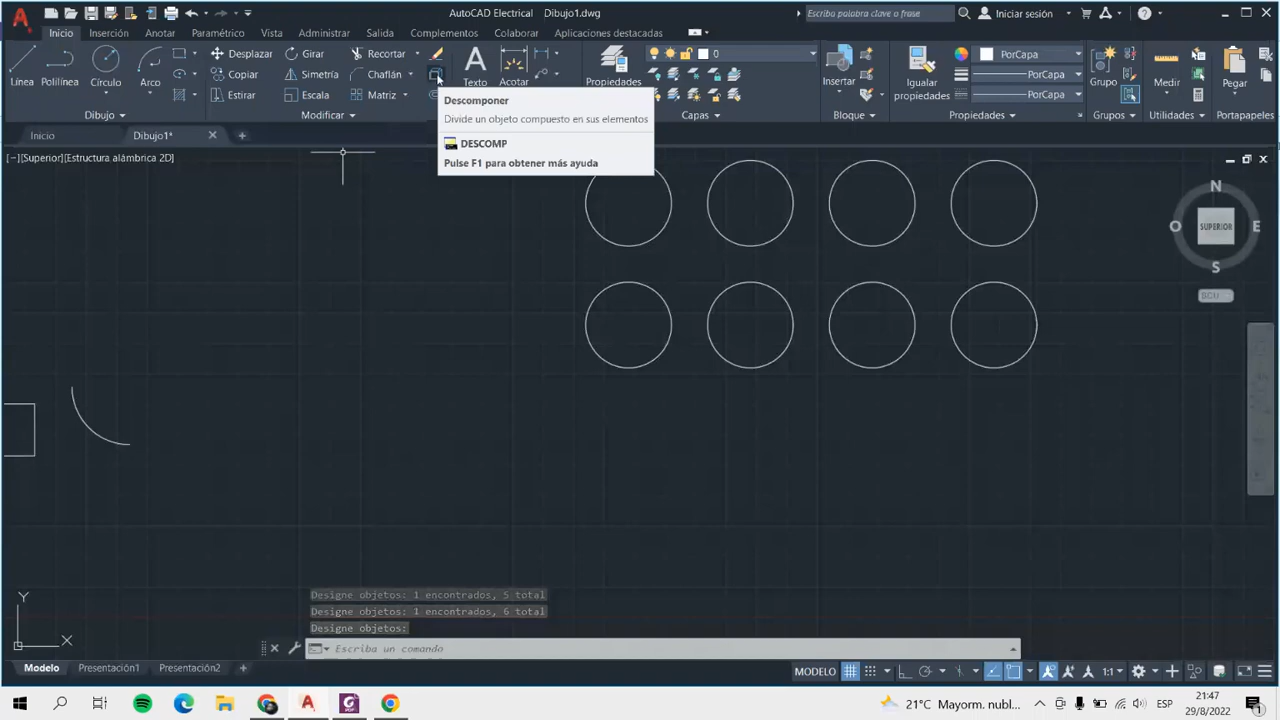 AutoCAD Electrical Dibujo1.dwg
Escriba palabra clave o frase
Iniciar sesión
Inicio Inserción Anotar Paramétrico Vista Administrar Salida Complementos Colaborar Aplicaciones destacadas
Línea Polilínea Círculo Arco
Desplazar Girar Recortar
Copiar Simetría Chaflán
Estirar Escala Matriz
Texto Acotar
Propiedades
0
Insertar
Igualar
propiedades
PorCapa
PorCapa
PorCapa
Grupo
Medir
Pegar
Dibujo Modificar Capas Bloque Propiedades Grupos Utilidades Portapapeles
Inicio Dibujo1*
[−][Superior][Estructura alámbrica 2D]
Descomponer
Divide un objeto compuesto en sus elementos
DESCOMP
Pulse F1 para obtener más ayuda
N
O SUPERIOR E
S
Y
X
Designe objetos: 1 encontrados, 5 total
Designe objetos: 1 encontrados, 6 total
Designe objetos:
Escriba un comando
Modelo Presentación1 Presentación2
MODELO
1:1
21°C Mayorm. nubl...
ESP
21:47
29/8/2022
1